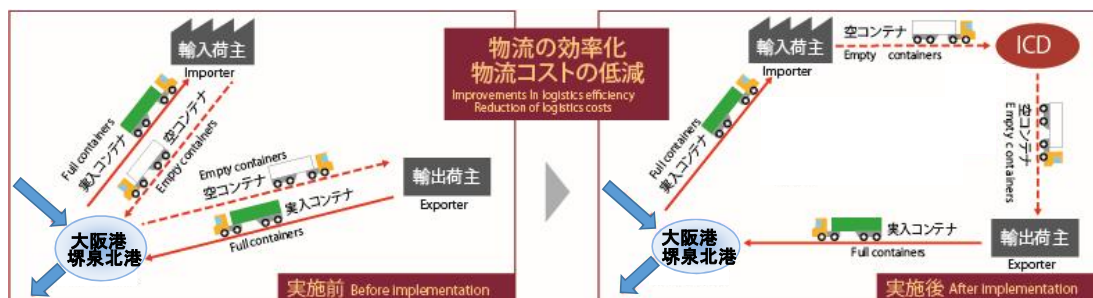 輸入荷主
Importer
Full containers
実入コンテナ
空コンテナ
Empty containers
Empty containers
空コンテナ
実入コンテナ
Full containers
輸出荷主
Exporter
大阪港
堺泉北港
実施前 Before implementation
物流の効率化
物流コストの低減
Improvements In logistics efficiency
Reduction of logistics costs
輸入荷主
Importer
空コンテナ
Empty containers
ICD
Full containers
実入コンテナ
空コンテナ
Empty containers
大阪港
堺泉北港
実入コンテナ
Full containers
輸出荷主
Exporter
実施後 After implementation